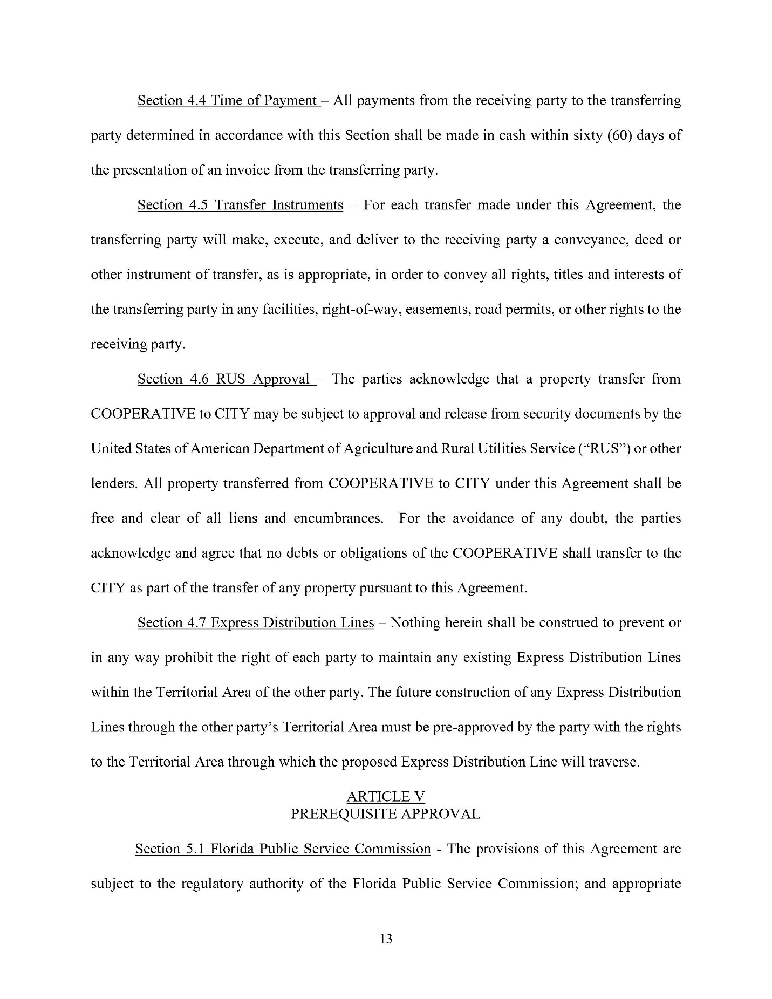 Section 4.4 Time of Payment – All payments from the receiving party to the transferring
party determined in accordance with this Section shall be made in cash within sixty (60) days of
the presentation of an invoice from the transferring party.
Section 4.5 Transfer Instruments – For each transfer made under this Agreement, the
transferring party will make, execute, and deliver to the receiving party a conveyance, deed or
other instrument of transfer, as is appropriate, in order to convey all rights, titles and interests of
the transferring party in any facilities, right-of-way, easements, road permits, or other rights to the
receiving party.
Section 4.6 RUS Approval – The parties acknowledge that a property transfer from
COOPERATIVE to CITY may be subject to approval and release from security documents by the
United States of American Department of Agriculture and Rural Utilities Service (“RUS”) or other
lenders. All property transferred from COOPERATIVE to CITY under this Agreement shall be
free and clear of all liens and encumbrances. For the avoidance of any doubt, the parties
acknowledge and agree that no debts or obligations of the COOPERATIVE shall transfer to the
CITY as part of the transfer of any property pursuant to this Agreement.
Section 4.7 Express Distribution Lines – Nothing herein shall be construed to prevent or
in any way prohibit the right of each party to maintain any existing Express Distribution Lines
within the Territorial Area of the other party. The future construction of any Express Distribution
Lines through the other party’s Territorial Area must be pre-approved by the party with the rights
to the Territorial Area through which the proposed Express Distribution Line will traverse.
ARTICLE V
PREREQUISITE APPROVAL
Section 5.1 Florida Public Service Commission - The provisions of this Agreement are
subject to the regulatory authority of the Florida Public Service Commission; and appropriate
13